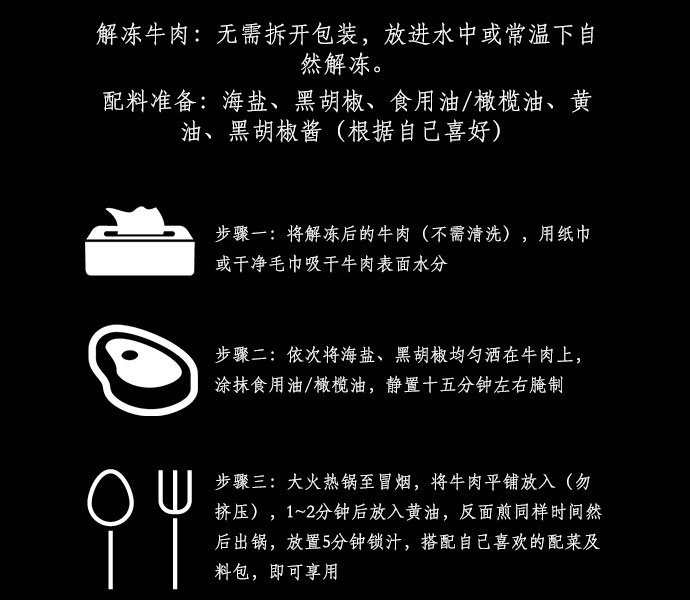 解冻牛肉：无需拆开包装，放进水中或常温下自
然解冻。
配料准备：海盐、黑胡椒、食用油/橄榄油、黄
油、黑胡椒酱（根据自己喜好）
步骤一：将解冻后的牛肉（不需清洗），用纸巾
或干净毛巾吸干牛肉表面水分
步骤二：依次将海盐、黑胡椒均匀洒在牛肉上，
涂抹食用油/橄榄油，静置十五分钟左右腌制
步骤三：大火热锅至冒烟，将牛肉平铺放入（勿
挤压），1~2分钟后放入黄油，反面煎同样时间然
后出锅，放置5分钟锁汁，搭配自己喜欢的配菜及
料包，即可享用